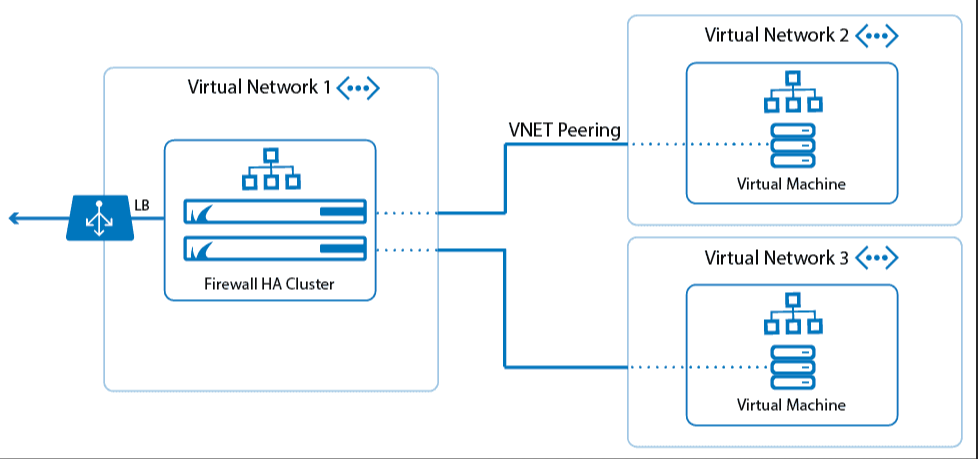 Virtual Network 1
LB
Firewall HA Cluster
VNET Peering
Virtual Network 2
Virtual Machine
Virtual Network 3
Virtual Machine